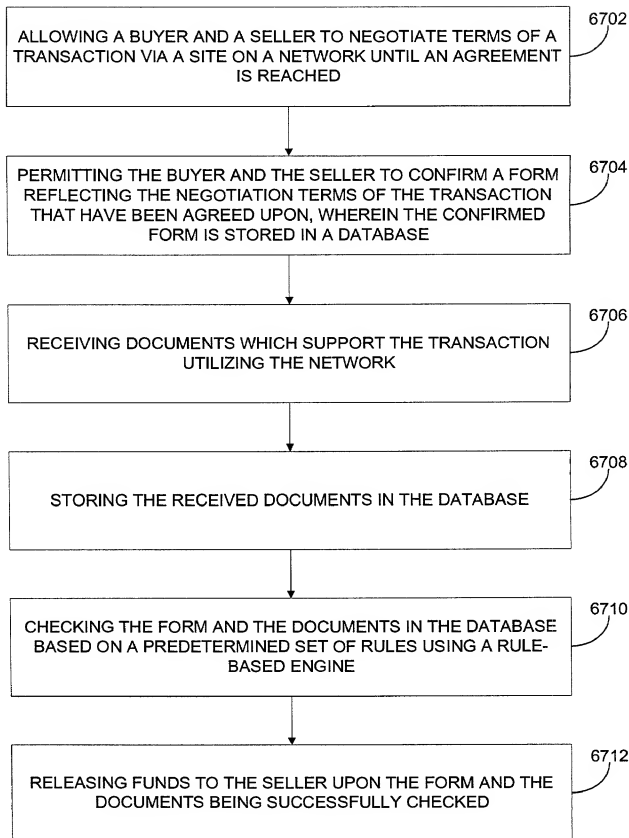 6702
ALLOWING A BUYER AND A SELLER TO NEGOTIATE TERMS OF A
TRANSACTION VIA A SITE ON A NETWORK UNTIL AN AGREEMENT
IS REACHED
6704
PERMITTING THE BUYER AND THE SELLER TO CONFIRM A FORM
REFLECTING THE NEGOTIATION TERMS OF THE TRANSACTION
THAT HAVE BEEN AGREED UPON, WHEREIN THE CONFIRMED
FORM IS STORED IN A DATABASE
6706
RECEIVING DOCUMENTS WHICH SUPPORT THE TRANSACTION
UTILIZING THE NETWORK
6708
STORING THE RECEIVED DOCUMENTS IN THE DATABASE
6710
CHECKING THE FORM AND THE DOCUMENTS IN THE DATABASE
BASED ON A PREDETERMINED SET OF RULES USING A RULE-
BASED ENGINE
6712
RELEASING FUNDS TO THE SELLER UPON THE FORM AND THE
DOCUMENTS BEING SUCCESSFULLY CHECKED